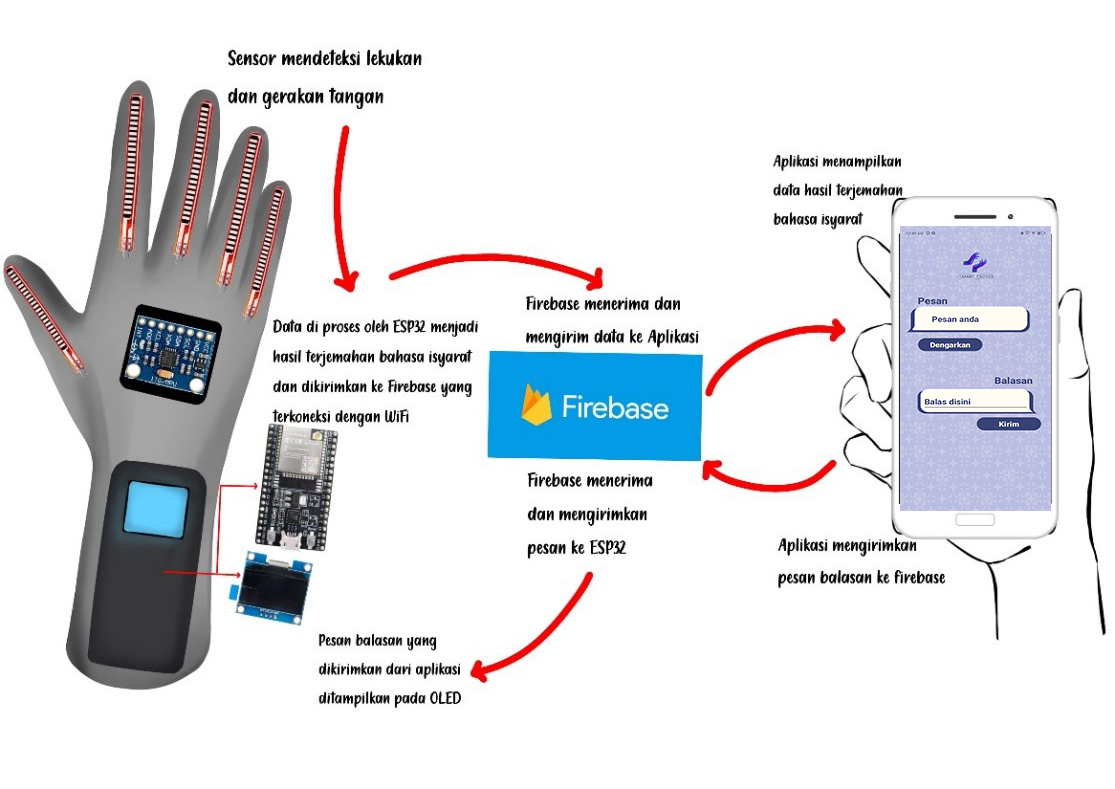 Sensor mendeteksi lekukan
dan gerakan tangan
Data di proses oleh ESP32 menjadi
hasil terjemahan bahasa isyarat
dan dikirimkan ke Firebase yang
terkoneksi dengan WiFi
Firebase menerima dan
mengirim data ke Aplikasi
Firebase
Firebase menerima
dan mengirimkan
pesan ke ESP32
Aplikasi menampilkan
data hasil terjemahan
bahasa isyarat
SMART GLOVES
Pesan
Pesan anda
Dengarkan
Balasan
Balas disini
Kirim
Aplikasi mengirimkan
pesan balasan ke firebase
Pesan balasan yang
dikirimkan dari aplikasi
ditampilkan pada OLED